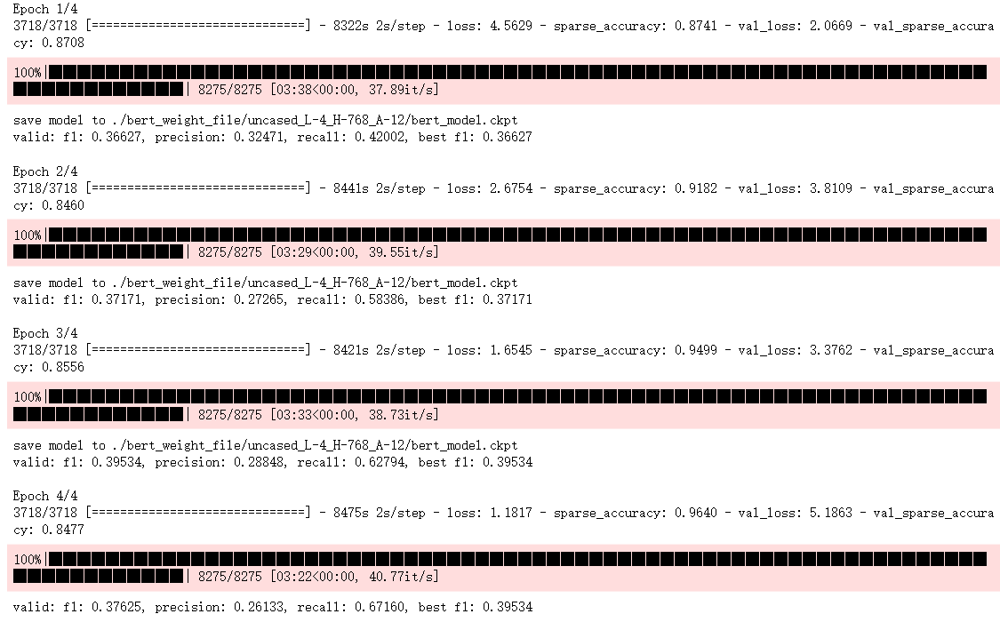 Epoch 1/4
3718/3718 [==============================] - 8322s 2s/step - loss: 4.5629 - sparse_accuracy: 0.8741 - val_loss: 2.0669 - val_sparse_accura
cy: 0.8708
100%|██████████████████████████████████████████████████████████████████
████████████| 8275/8275 [03:38<00:00, 37.89it/s]
save model to ./bert_weight_file/uncased_L-4_H-768_A-12/bert_model.ckpt
valid: f1: 0.36627, precision: 0.32471, recall: 0.42002, best f1: 0.36627
Epoch 2/4
3718/3718 [==============================] - 8441s 2s/step - loss: 2.6754 - sparse_accuracy: 0.9182 - val_loss: 3.8109 - val_sparse_accura
cy: 0.8460
100%|██████████████████████████████████████████████████████████████████
████████████| 8275/8275 [03:29<00:00, 39.55it/s]
save model to ./bert_weight_file/uncased_L-4_H-768_A-12/bert_model.ckpt
valid: f1: 0.37171, precision: 0.27265, recall: 0.58386, best f1: 0.37171
Epoch 3/4
3718/3718 [==============================] - 8421s 2s/step - loss: 1.6545 - sparse_accuracy: 0.9499 - val_loss: 3.3762 - val_sparse_accura
cy: 0.8556
100%|██████████████████████████████████████████████████████████████████
████████████| 8275/8275 [03:33<00:00, 38.73it/s]
save model to ./bert_weight_file/uncased_L-4_H-768_A-12/bert_model.ckpt
valid: f1: 0.39534, precision: 0.28848, recall: 0.62794, best f1: 0.39534
Epoch 4/4
3718/3718 [==============================] - 8475s 2s/step - loss: 1.1817 - sparse_accuracy: 0.9640 - val_loss: 5.1863 - val_sparse_accura
cy: 0.8477
100%|██████████████████████████████████████████████████████████████████
████████████| 8275/8275 [03:22<00:00, 40.77it/s]
valid: f1: 0.37625, precision: 0.26133, recall: 0.67160, best f1: 0.39534